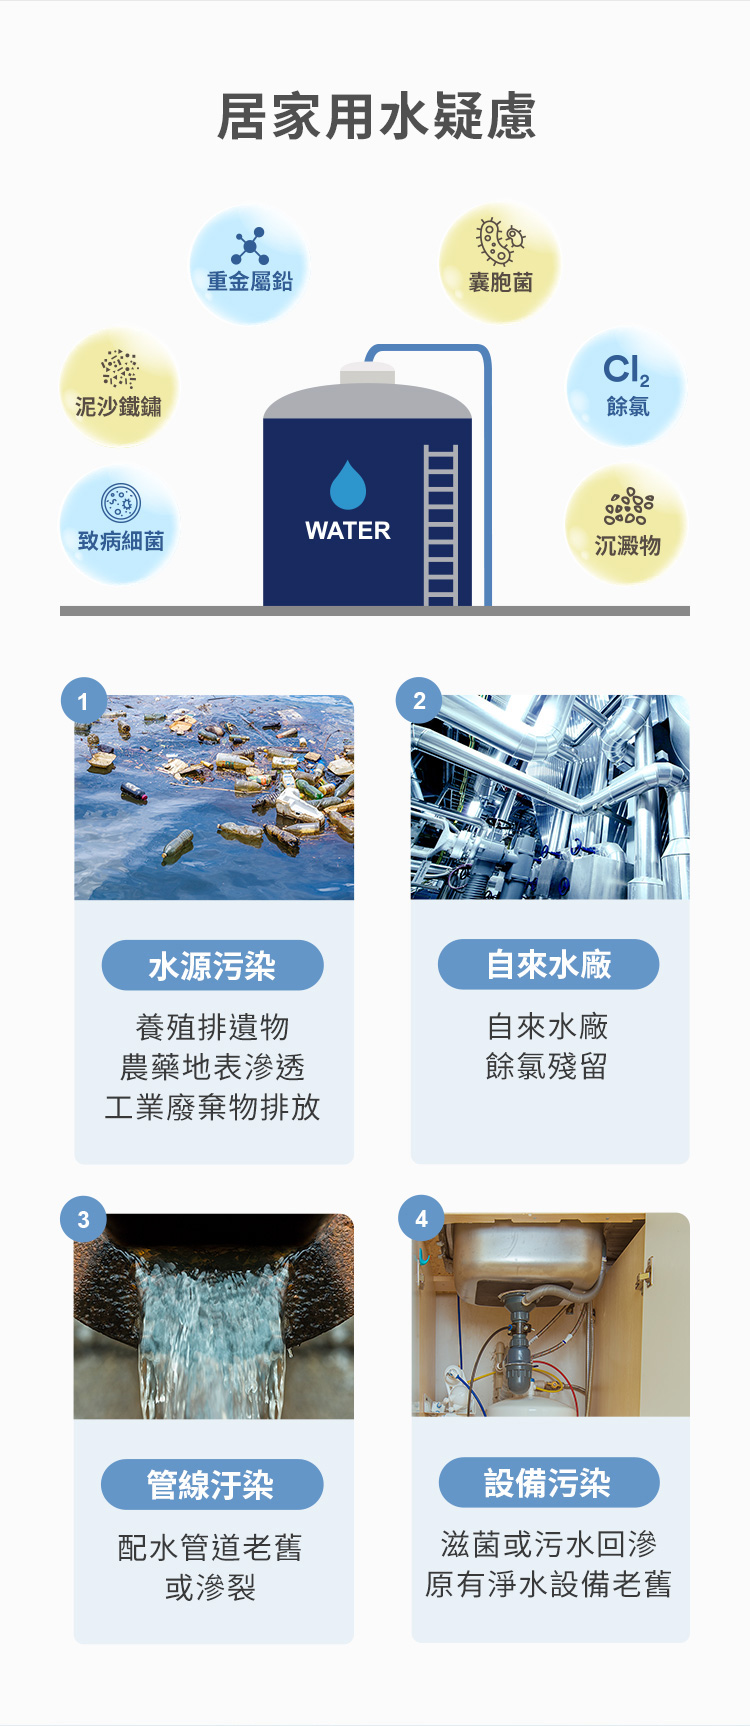 居家用水疑慮
重金屬鉛
囊胞菌
泥沙鐵鏽
Cl₂
餘氯
致病細菌
WATER
沉澱物
1
水源污染
養殖排遺物
農藥地表滲透
工業廢棄物排放
2
自來水廠
自來水廠
餘氯殘留
3
管線汙染
配水管道老舊
或滲裂
4
設備污染
滋菌或污水回滲
原有淨水設備老舊